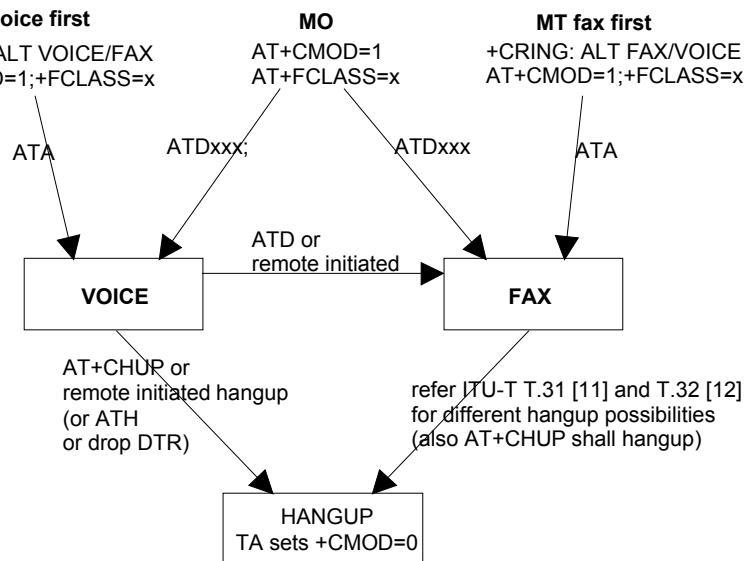 oice first
ALT VOICE/FAX
=1;+FCLASS=x
MO
AT+CMOD=1
AT+FCLASS=x
MT fax first
+CRING: ALT FAX/VOICE
AT+CMOD=1;+FCLASS=x
ATA
ATDxxx;
ATDxxx
ATA
ATD or
remote initiated
VOICE
FAX
AT+CHUP or
remote initiated hangup
(or ATH
or drop DTR)
refer ITU-T T.31 [11] and T.32 [12]
for different hangup possibilities
(also AT+CHUP shall hangup)
HANGUP
TA sets +CMOD=0